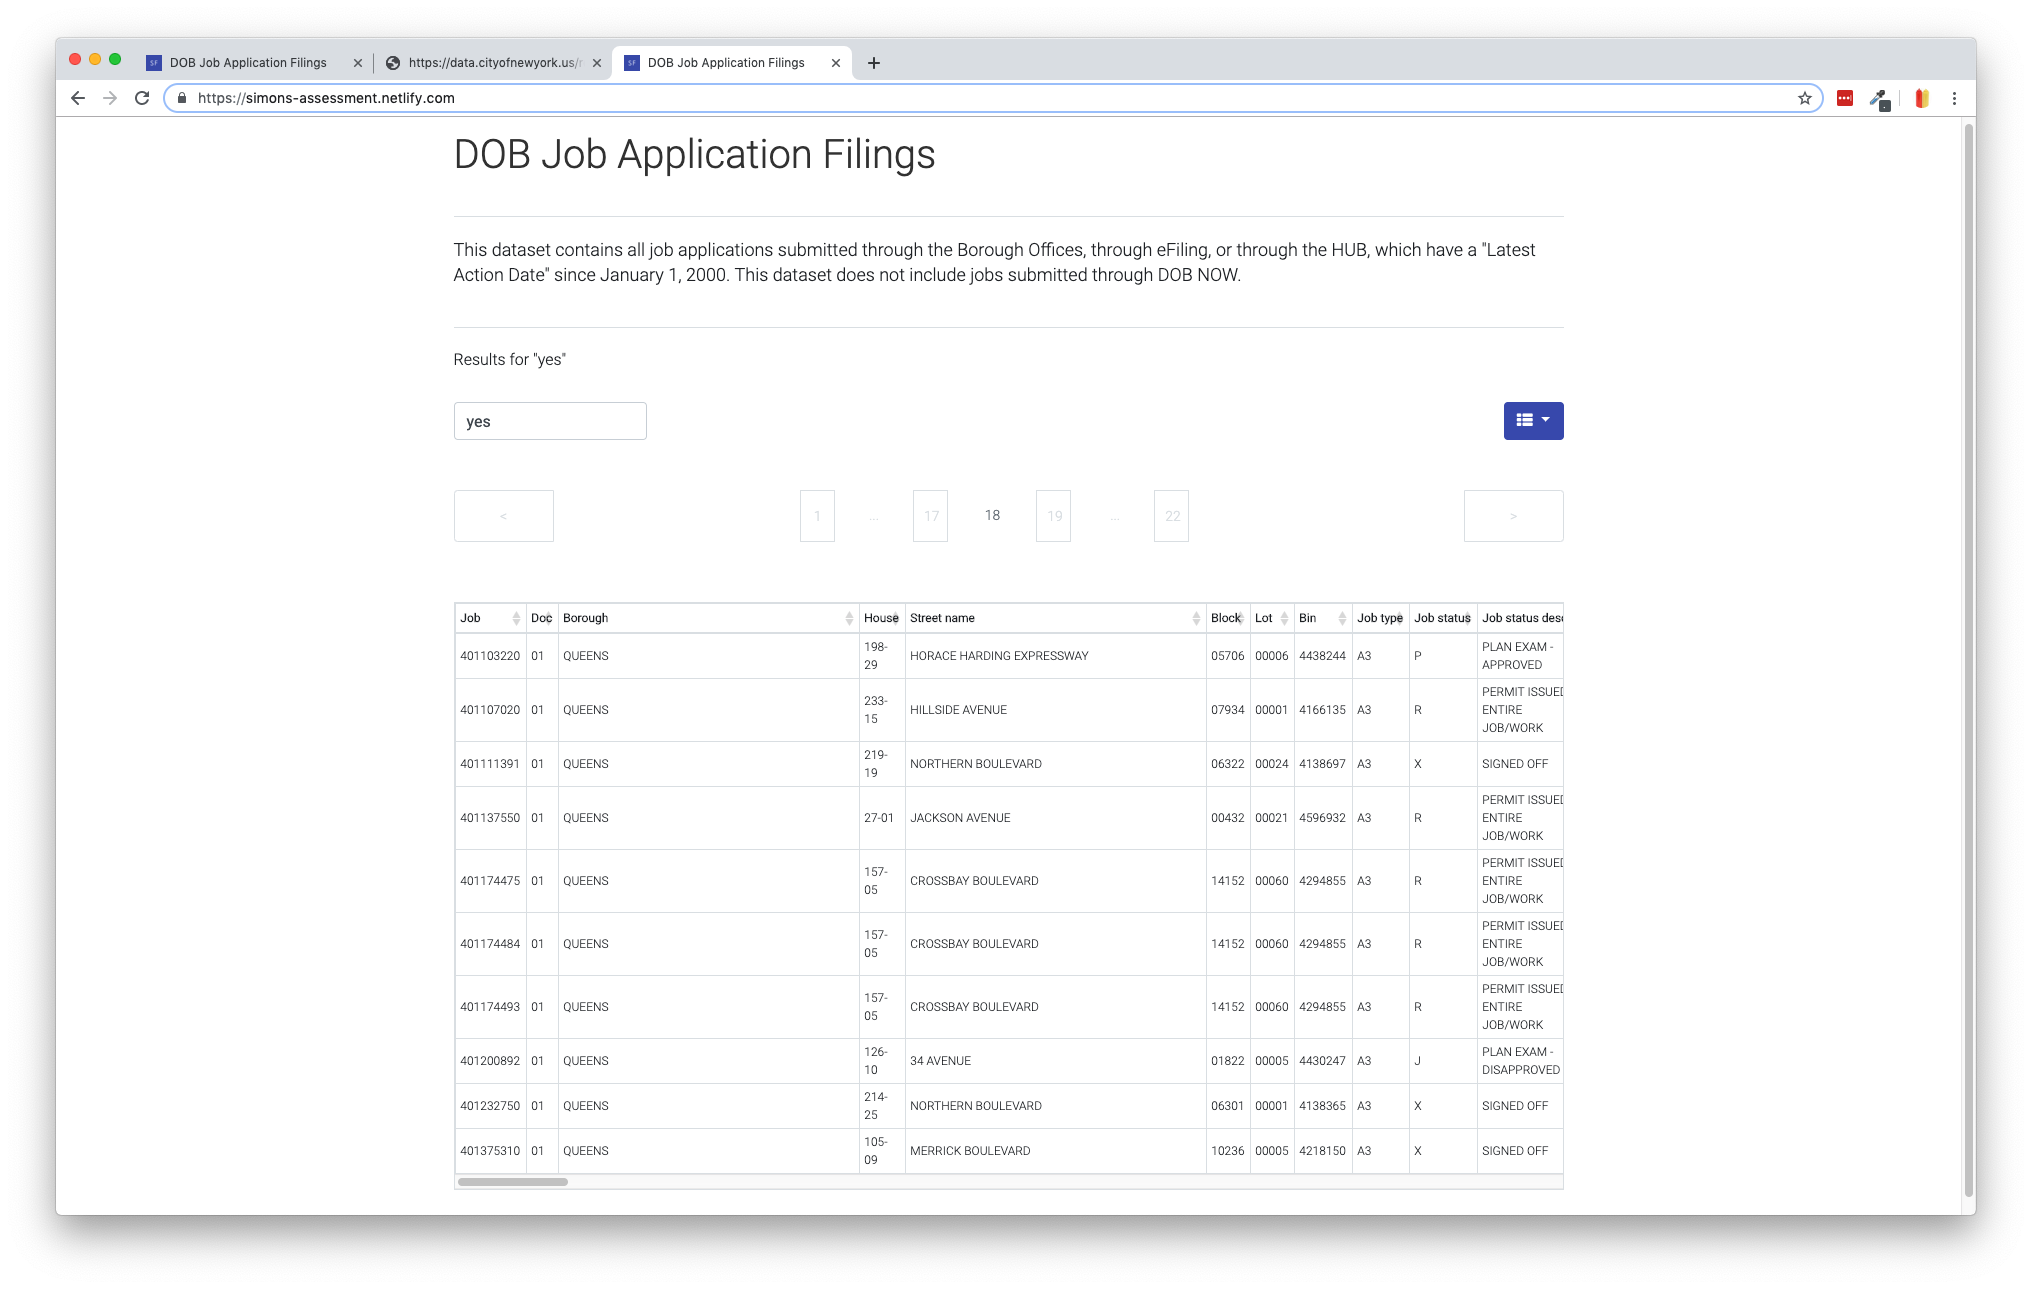 SF DOB Job Application Filings
https://data.cityofnewyork.us/
SF DOB Job Application Filings
https://simons-assessment.netlify.com
DOB Job Application Filings
This dataset contains all job applications submitted through the Borough Offices, through eFiling, or through the HUB, which have a "Latest
Action Date" since January 1, 2000. This dataset does not include jobs submitted through DOB NOW.
Results for "yes"
yes
< 1 ... 17 18 19 ... 22 >
Job Doc Borough House Street name Block Lot Bin Job type Job status Job status desc
401103220 01 QUEENS 198-29 HORACE HARDING EXPRESSWAY 05706 00006 4438244 A3 P PLAN EXAM - APPROVED
401107020 01 QUEENS 233-15 HILLSIDE AVENUE 07934 00001 4166135 A3 R PERMIT ISSUED ENTIRE JOB/WORK
401111391 01 QUEENS 219-19 NORTHERN BOULEVARD 06322 00024 4138697 A3 X SIGNED OFF
401137550 01 QUEENS 27-01 JACKSON AVENUE 00432 00021 4596932 A3 R PERMIT ISSUED ENTIRE JOB/WORK
401174475 01 QUEENS 157-05 CROSSBAY BOULEVARD 14152 00060 4294855 A3 R PERMIT ISSUED ENTIRE JOB/WORK
401174484 01 QUEENS 157-05 CROSSBAY BOULEVARD 14152 00060 4294855 A3 R PERMIT ISSUED ENTIRE JOB/WORK
401174493 01 QUEENS 157-05 CROSSBAY BOULEVARD 14152 00060 4294855 A3 R PERMIT ISSUED ENTIRE JOB/WORK
401200892 01 QUEENS 126-10 34 AVENUE 01822 00005 4430247 A3 J PLAN EXAM - DISAPPROVED
401232750 01 QUEENS 214-25 NORTHERN BOULEVARD 06301 00001 4138365 A3 X SIGNED OFF
401375310 01 QUEENS 105-09 MERRICK BOULEVARD 10236 00005 4218150 A3 X SIGNED OFF